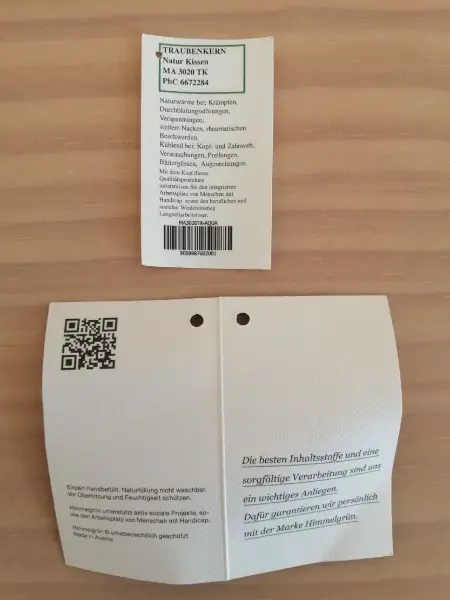 TRAUBENKERN
Natur Kissen
MA 3020 TK
PhC 6672284
Naturwärme bei: Krämpfen,
Durchblutungsstörungen,
Verspannungen,
steifem Nacken, rheumatischen
Beschwerden.
Kühlend bei: Kopf- und Zahnweh,
Verstauchungen, Prellungen,
Blutergüssen, Augenreizungen.
Mit dem Kauf dieses
Qualitätsproduktes
unterstützen Sie den integrativen
Arbeitsplatz von Menschen mit
Handicap sowie den beruflichen und
sozialen Wiedereinstieg
Langzeitarbeitsloser.
MA3020TK-AQUA
9008987602001
Einzeln handbefüllt. Naturfüllung nicht waschbar.
Vor Überhitzung und Feuchtigkeit schützen.
Himmelgrün unterstützt aktiv soziale Projekte, so-
wie den Arbeitsplatz von Menschen mit Handicap.
Himmelgrün © urheberrechtlich geschützt
Made in Austria
Die besten Inhaltsstoffe und eine
sorgfältige Verarbeitung sind uns
ein wichtiges Anliegen.
Dafür garantieren wir persönlich
mit der Marke Himmelgrün.